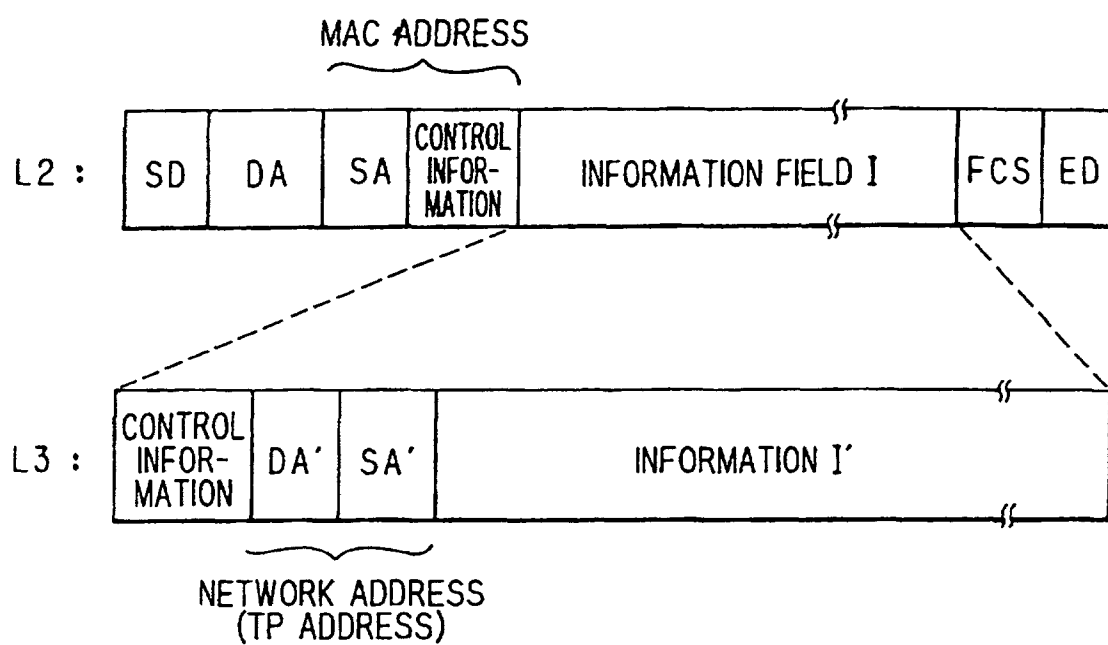 MAC ADDRESS
L2 : SD DA SA CONTROL INFOR- MATION INFORMATION FIELD I FCS ED
L3 : CONTROL INFOR- MATION DA' SA' INFORMATION I'
NETWORK ADDRESS
(TP ADDRESS)